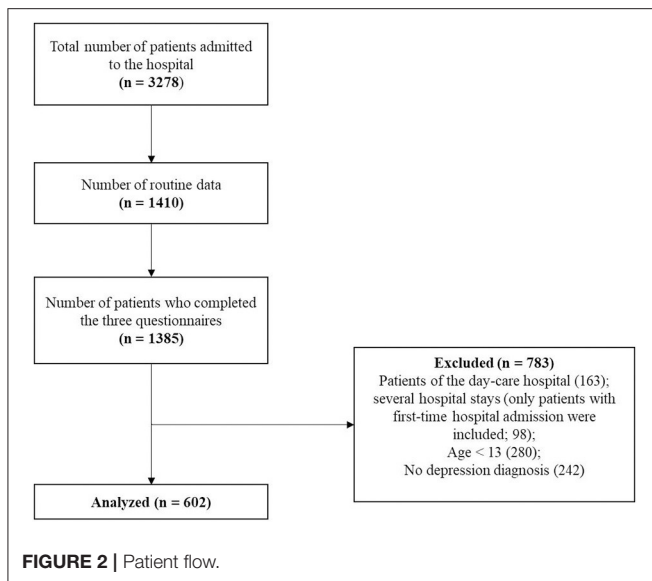 Total number of patients admitted
to the hospital
(n = 3278)
Number of routine data
(n = 1410)
Number of patients who completed
the three questionnaires
(n = 1385)
Excluded (n = 783)
Patients of the day-care hospital (163);
several hospital stays (only patients with
first-time hospital admission were
included; 98);
Age < 13 (280);
No depression diagnosis (242)
Analyzed (n = 602)
FIGURE 2 | Patient flow.